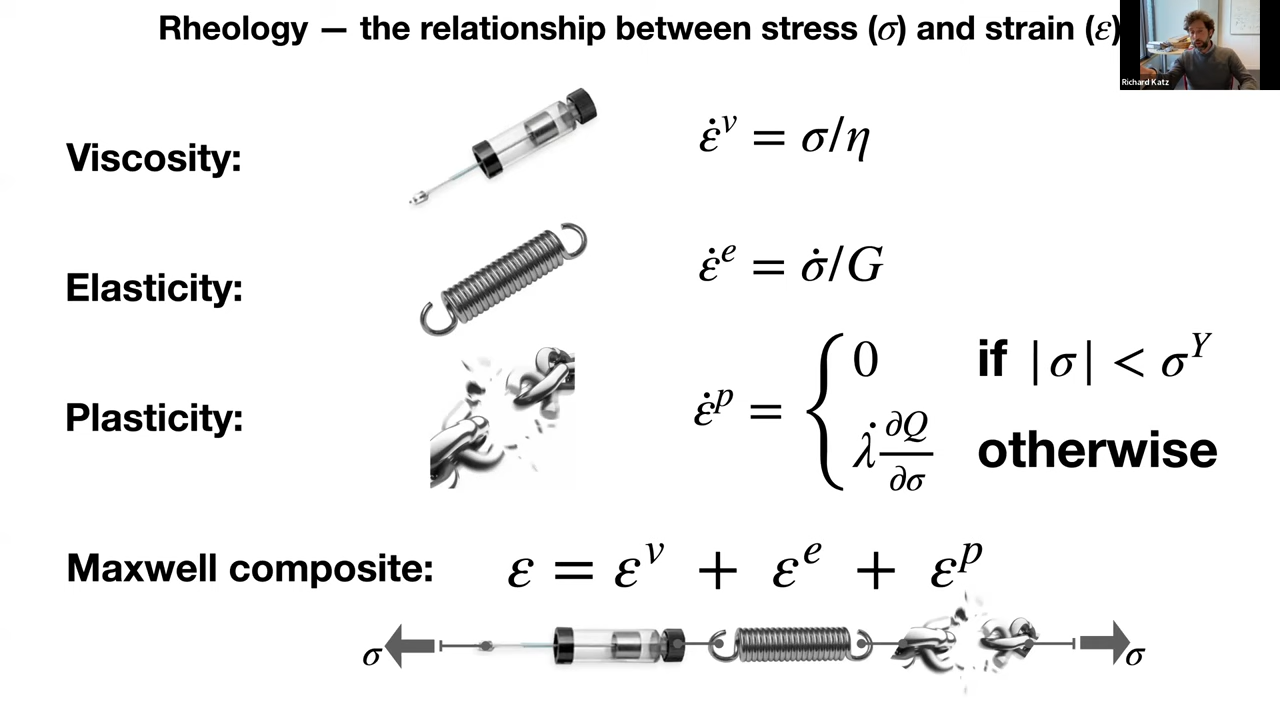 Rheology — the relationship between stress (σ) and strain (ε)
Richard Katz
Viscosity:
ε̇ᵛ = σ/η
Elasticity:
ε̇ᵉ = σ̇/G
Plasticity:
ε̇ᵖ = { 0 if |σ| < σʸ
λ̇ ∂Q/∂σ otherwise
Maxwell composite: ε = εᵛ + εᵉ + εᵖ
σ σ